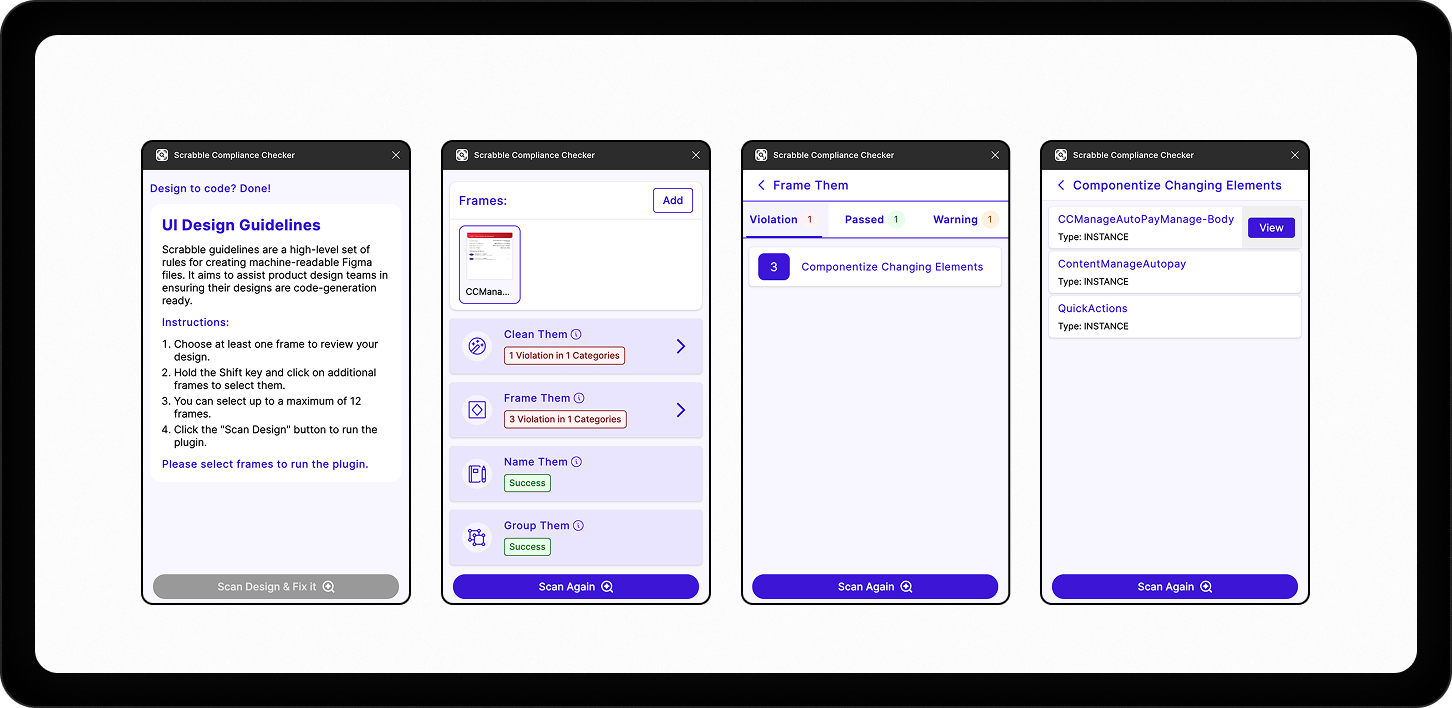 Scrabble Compliance Checker
Design to code? Done!
UI Design Guidelines
Scrabble guidelines are a high-level set of
rules for creating machine-readable Figma
files. It aims to assist product design teams in
ensuring their designs are code-generation
ready.
Instructions:
1. Choose at least one frame to review your
design.
2. Hold the Shift key and click on additional
frames to select them.
3. You can select up to a maximum of 12
frames.
4. Click the "Scan Design" button to run the
plugin.
Please select frames to run the plugin.
Scan Design & Fix it
Scrabble Compliance Checker
Frames:
Add
CCMana...
Clean Them
1 Violation in 1 Categories
Frame Them
3 Violation in 1 Categories
Name Them
Success
Group Them
Success
Scan Again
Scrabble Compliance Checker
Frame Them
Violation 1 Passed 1 Warning 1
3 Componentize Changing Elements
Scan Again
Scrabble Compliance Checker
Componentize Changing Elements
CCManageAutoPayManage-Body
Type: INSTANCE
View
ContentManageAutopay
Type: INSTANCE
QuickActions
Type: INSTANCE
Scan Again